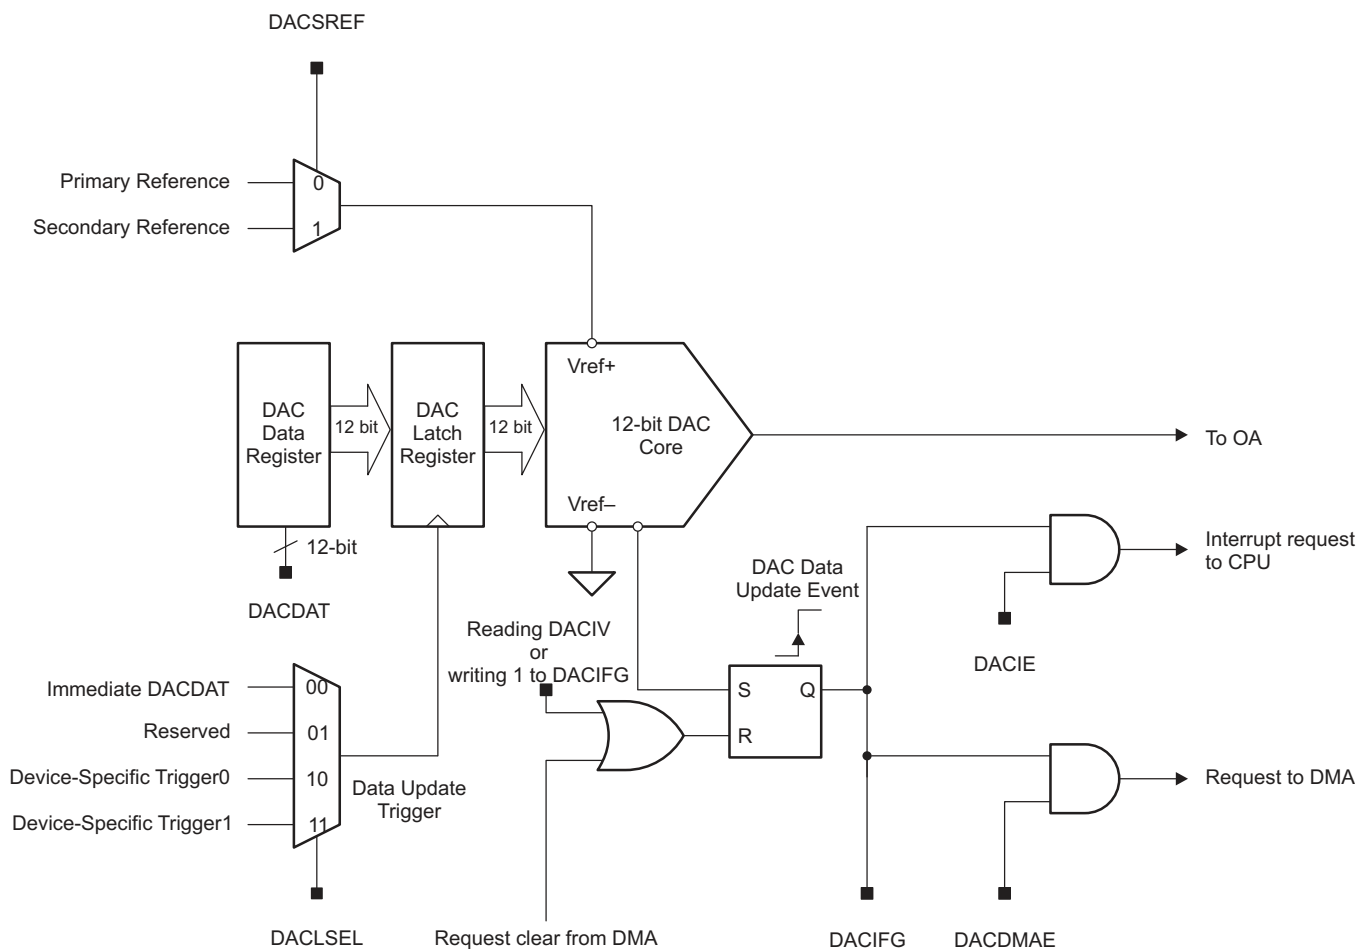 DACSREF
Primary Reference
0
Secondary Reference
1
DAC
Data
Register
12 bit
DAC
Latch
Register
12 bit
Vref+
12-bit DAC
Core
Vref–
To OA
12-bit
DACDAT
Interrupt request
to CPU
DAC Data
Update Event
Reading DACIV
or
writing 1 to DACIFG
DACIE
Immediate DACDAT
00
Reserved
01
Device-Specific Trigger0
10
Device-Specific Trigger1
11
Data Update
Trigger
S
Q
R
Request to DMA
DACLSEL
Request clear from DMA
DACIFG
DACDMAE